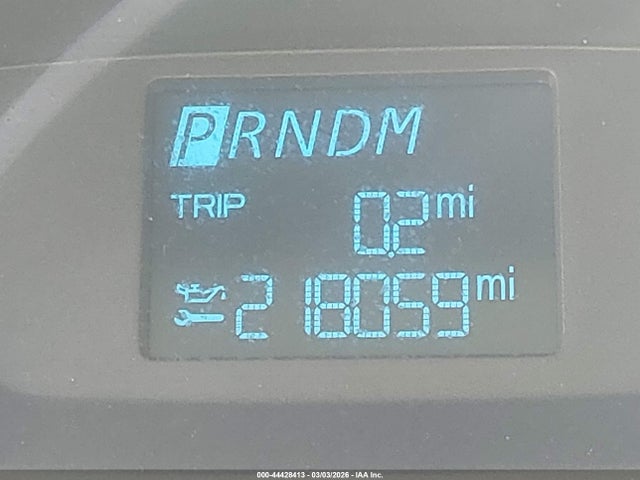 PRNDM
TRIP 0.2 mi
218059 mi
000-44428413 - 03/03/2026 - IAA Inc.